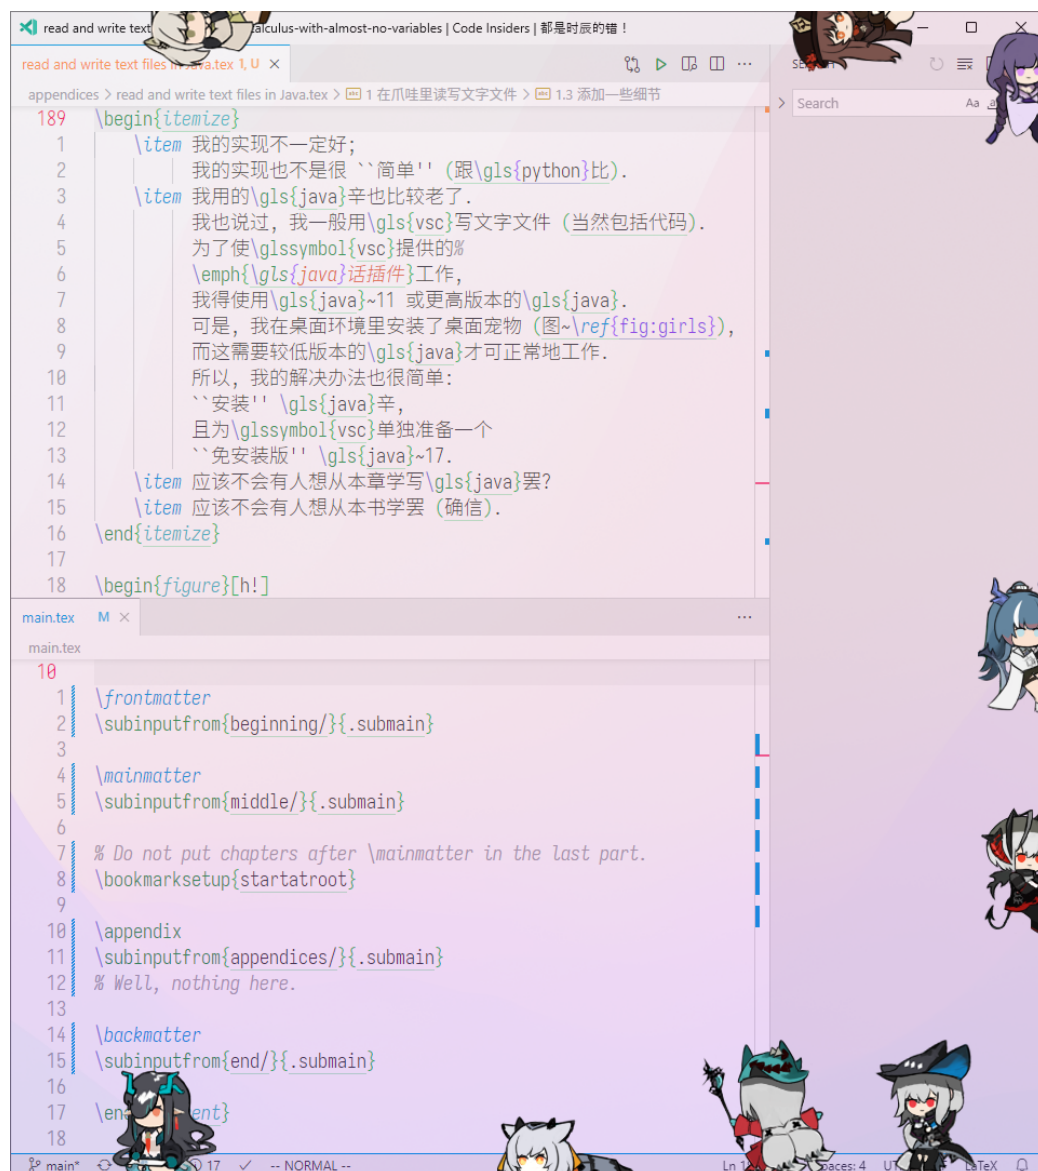 read and write text alculus-with-almost-no-variables | Code Insiders | 都是时辰的错！
read and write text files in Java.tex 1, U
appendices > read and write text files in Java.tex > 1 在爪哇里读写文字文件 > 1.3 添加一些细节
Search
Aa
189 \begin{itemize}
1 \item 我的实现不一定好;
2 我的实现也不是很 ``简单'' (跟\gls{python}比).
3 \item 我用的\gls{java}辛也比较老了.
4 我也说过, 我一般用\gls{vsc}写文字文件 (当然包括代码).
5 为了使\glssymbol{vsc}提供的%
6 \emph{\gls{java}话插件}工作,
7 我得使用\gls{java}~11 或更高版本的\gls{java}.
8 可是, 我在桌面环境里安装了桌面宠物 (图~\ref{fig:girls}),
9 而这需要较低版本的\gls{java}才可正常地工作.
10 所以, 我的解决办法也很简单:
11 ``安装'' \gls{java}辛,
12 且为\glssymbol{vsc}单独准备一个
13 ``免安装版'' \gls{java}~17.
14 \item 应该不会有人想从本章学写\gls{java}罢?
15 \item 应该不会有人想从本书学罢 (确信).
16 \end{itemize}
17
18 \begin{figure}[h!]
main.tex M
main.tex
10
1 \frontmatter
2 \subinputfrom{beginning/}{.submain}
3
4 \mainmatter
5 \subinputfrom{middle/}{.submain}
6
7 % Do not put chapters after \mainmatter in the last part.
8 \bookmarksetup{startatroot}
9
10 \appendix
11 \subinputfrom{appendices/}{.submain}
12 % Well, nothing here.
13
14 \backmatter
15 \subinputfrom{end/}{.submain}
16
17 \en ent}
18
main* 17 -- NORMAL -- Ln 1 paces: 4 UT LaTeX